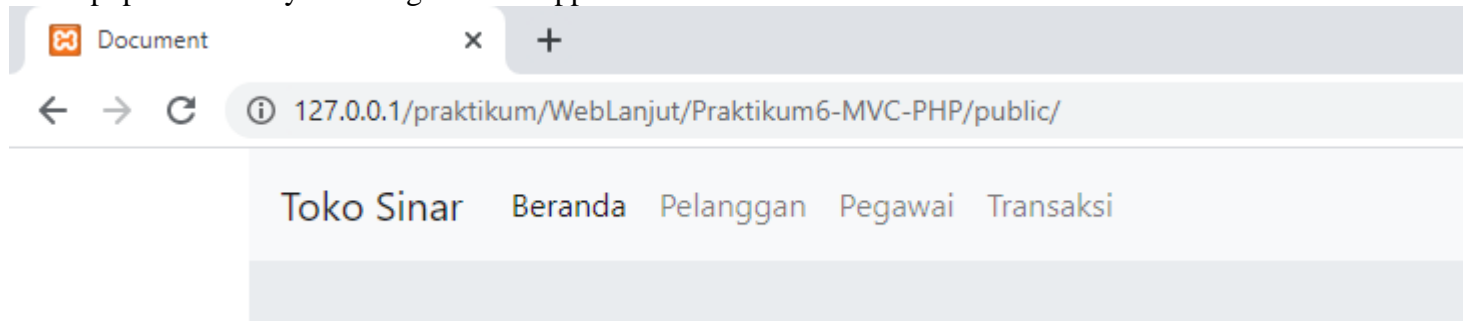 Document
127.0.0.1/praktikum/WebLanjut/Praktikum6-MVC-PHP/public/
Toko Sinar Beranda Pelanggan Pegawai Transaksi